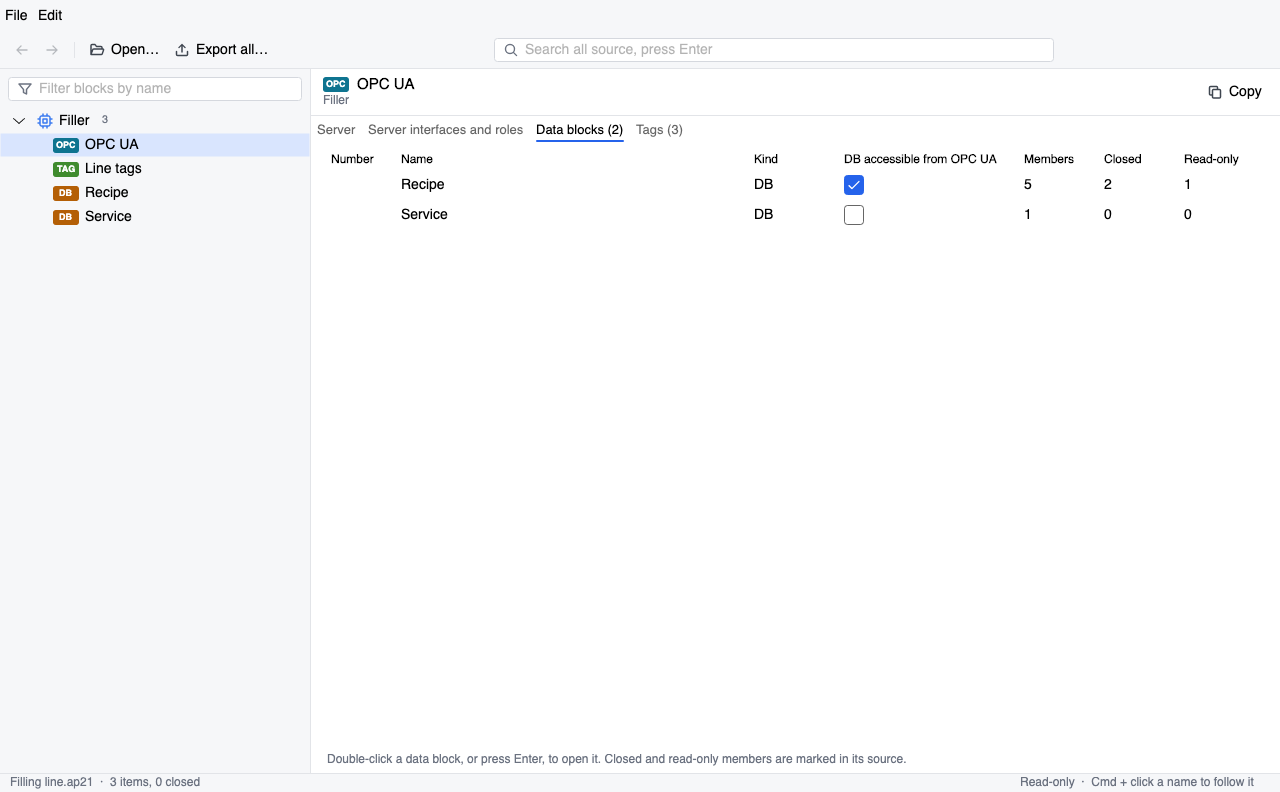 File Edit
Open… Export all… Search all source, press Enter
Filter blocks by name
Filler 3
OPC OPC UA
TAG Line tags
DB Recipe
DB Service
OPC OPC UA
Filler
Copy
Server Server interfaces and roles Data blocks (2) Tags (3)
Number Name Kind DB accessible from OPC UA Members Closed Read-only
Recipe DB 5 2 1
Service DB 1 0 0
Double-click a data block, or press Enter, to open it. Closed and read-only members are marked in its source.
Filling line.ap21 · 3 items, 0 closed Read-only · Cmd + click a name to follow it